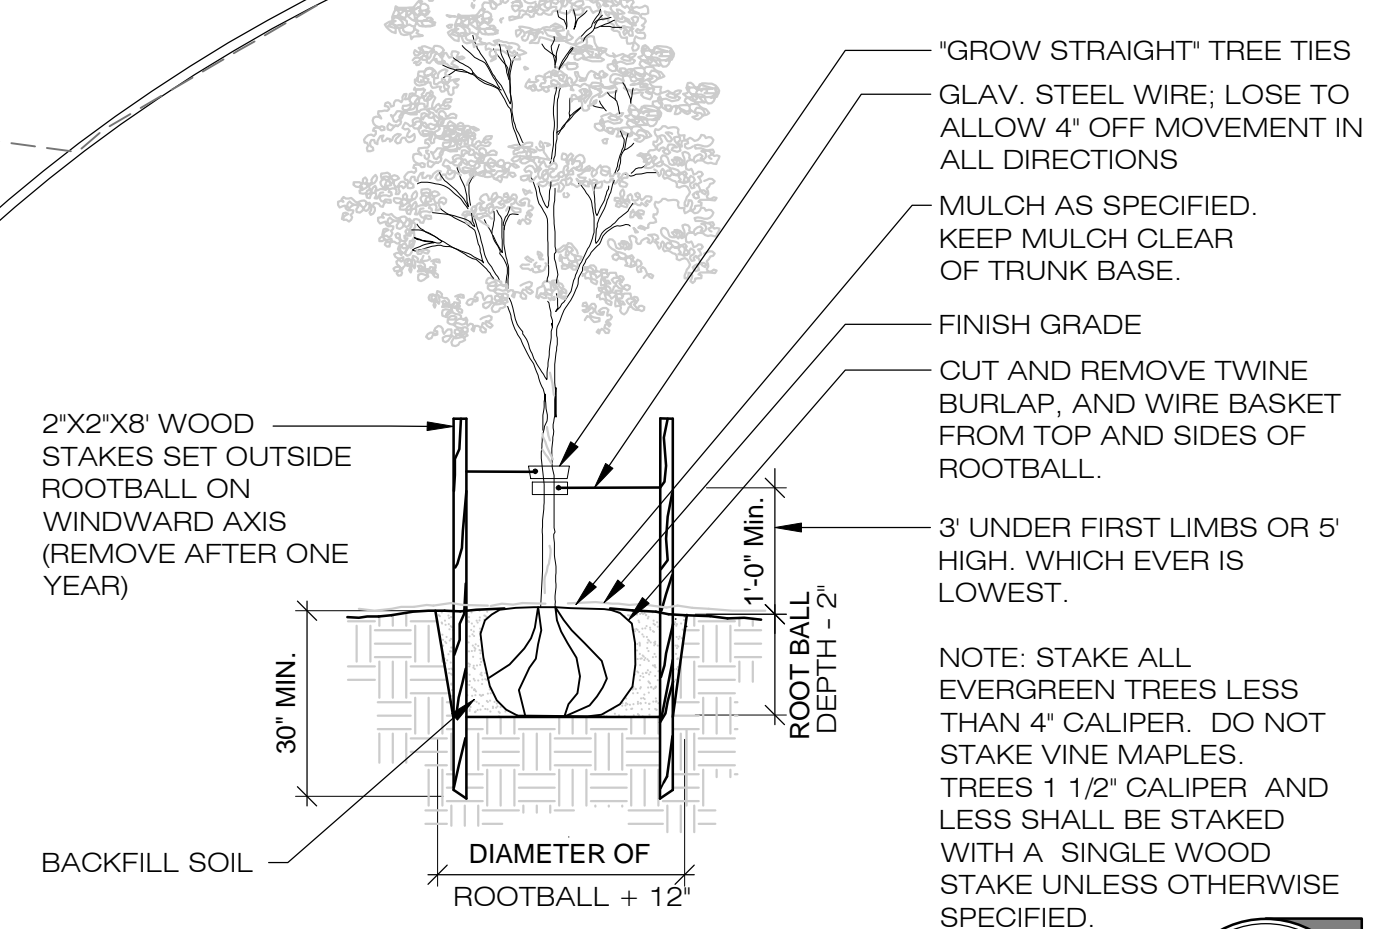 "GROW STRAIGHT" TREE TIES
GLAV. STEEL WIRE; LOSE TO
ALLOW 4" OFF MOVEMENT IN
ALL DIRECTIONS
MULCH AS SPECIFIED.
KEEP MULCH CLEAR
OF TRUNK BASE.
FINISH GRADE
CUT AND REMOVE TWINE
BURLAP, AND WIRE BASKET
FROM TOP AND SIDES OF
ROOTBALL.
3' UNDER FIRST LIMBS OR 5'
HIGH. WHICH EVER IS
LOWEST.
NOTE: STAKE ALL
EVERGREEN TREES LESS
THAN 4" CALIPER. DO NOT
STAKE VINE MAPLES.
TREES 1 1/2" CALIPER AND
LESS SHALL BE STAKED
WITH A SINGLE WOOD
STAKE UNLESS OTHERWISE
SPECIFIED.
2"X2"X8' WOOD
STAKES SET OUTSIDE
ROOTBALL ON
WINDWARD AXIS
(REMOVE AFTER ONE
YEAR)
30" MIN.
BACKFILL SOIL
1'-0" Min.
ROOT BALL
DEPTH - 2"
DIAMETER OF
ROOTBALL + 12"